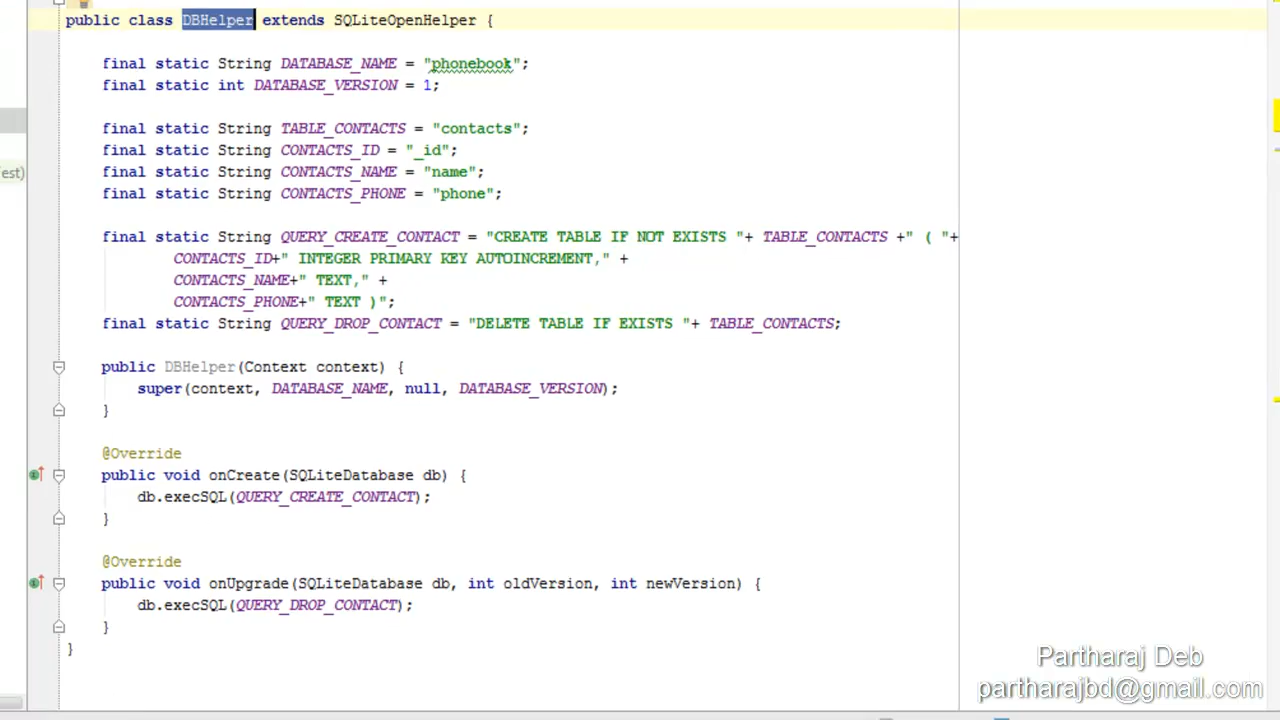 public class DBHelper extends SQLiteOpenHelper {
final static String DATABASE_NAME = "phonebook";
final static int DATABASE_VERSION = 1;
final static String TABLE_CONTACTS = "contacts";
final static String CONTACTS_ID = "_id";
est)
final static String CONTACTS_NAME = "name";
final static String CONTACTS_PHONE = "phone";
final static String QUERY_CREATE_CONTACT = "CREATE TABLE IF NOT EXISTS "+ TABLE_CONTACTS +" ( "+
CONTACTS_ID+" INTEGER PRIMARY KEY AUTOINCREMENT," +
CONTACTS_NAME+" TEXT," +
CONTACTS_PHONE+" TEXT )";
final static String QUERY_DROP_CONTACT = "DELETE TABLE IF EXISTS "+ TABLE_CONTACTS;
public DBHelper(Context context) {
super(context, DATABASE_NAME, null, DATABASE_VERSION);
}
@Override
public void onCreate(SQLiteDatabase db) {
db.execSQL(QUERY_CREATE_CONTACT);
}
@Override
public void onUpgrade(SQLiteDatabase db, int oldVersion, int newVersion) {
db.execSQL(QUERY_DROP_CONTACT);
}
}
Partharaj Deb
partharajbd@gmail.com